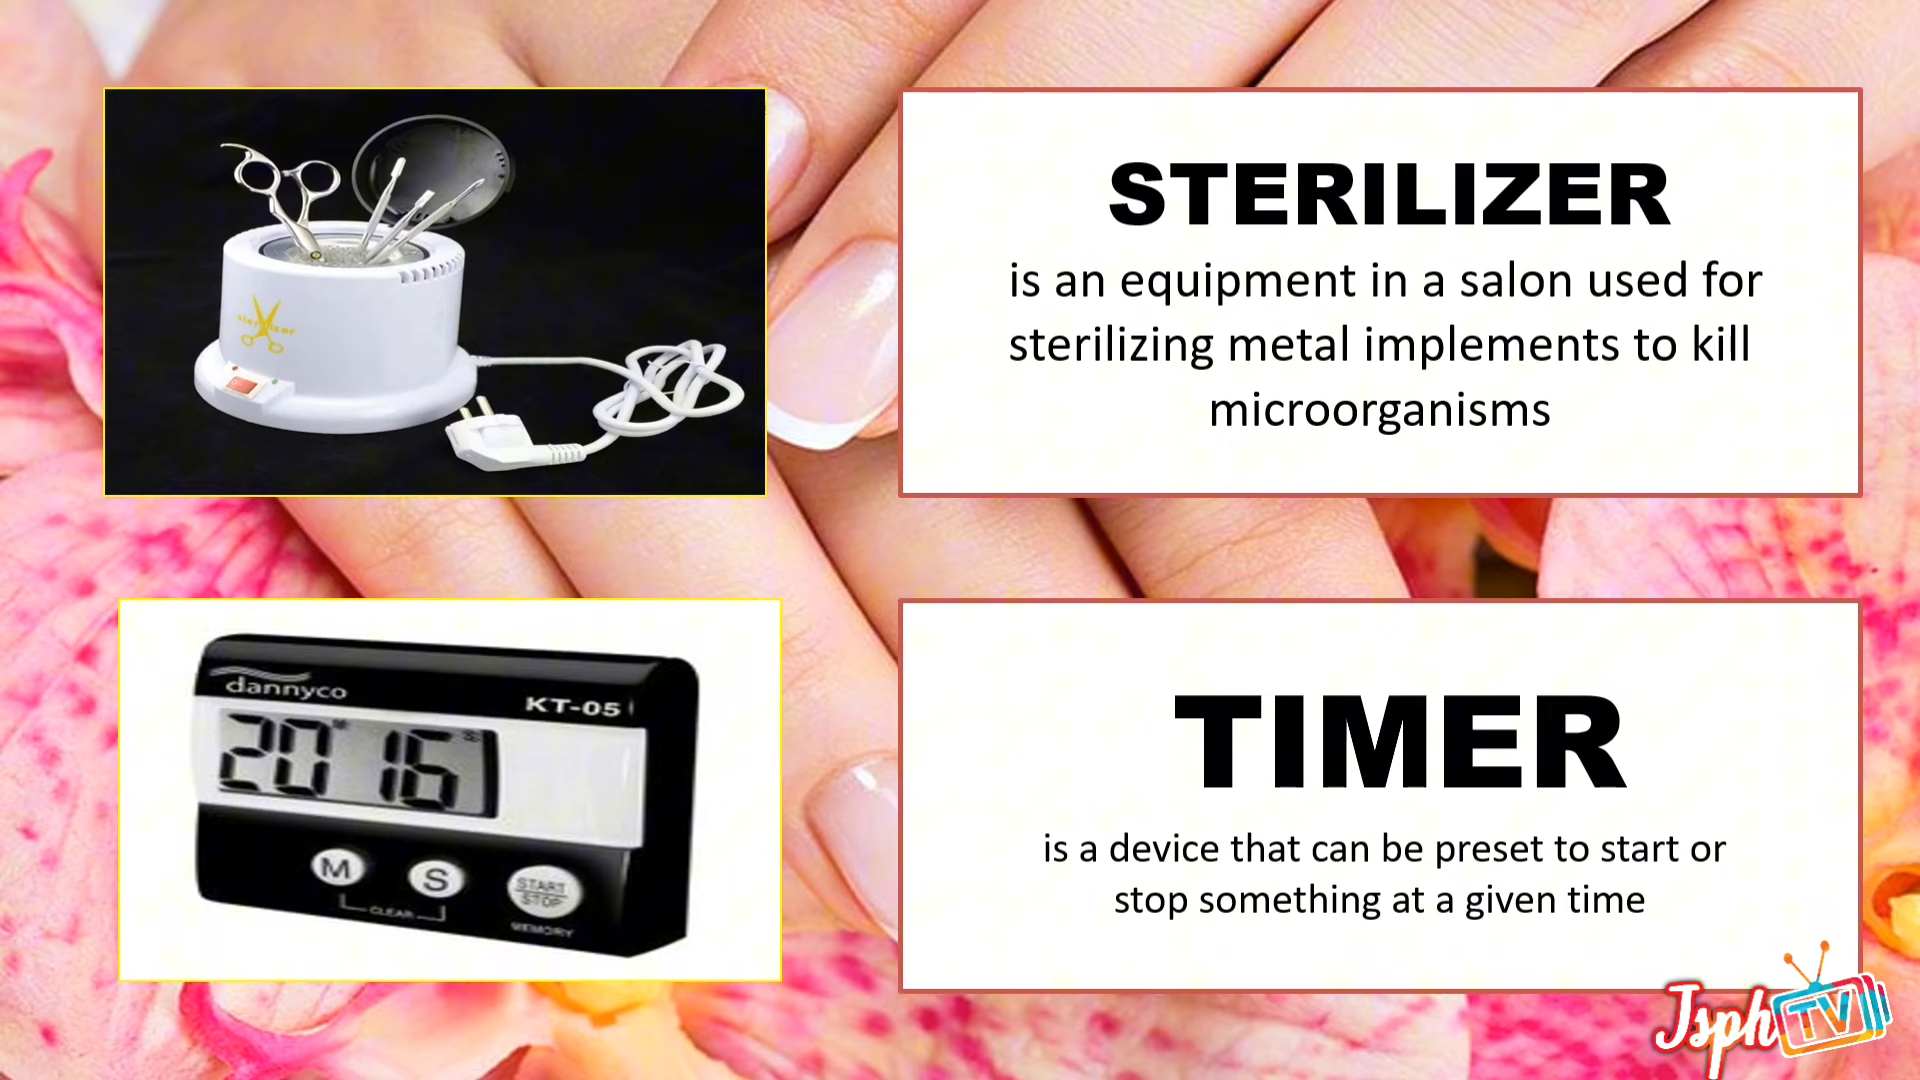 sterilizer
STERILIZER
is an equipment in a salon used for
sterilizing metal implements to kill
microorganisms
dannyco
KT-05
20 16
M S START
STOP
CLEAR
MEMORY
TIMER
is a device that can be preset to start or
stop something at a given time
Jsph TV